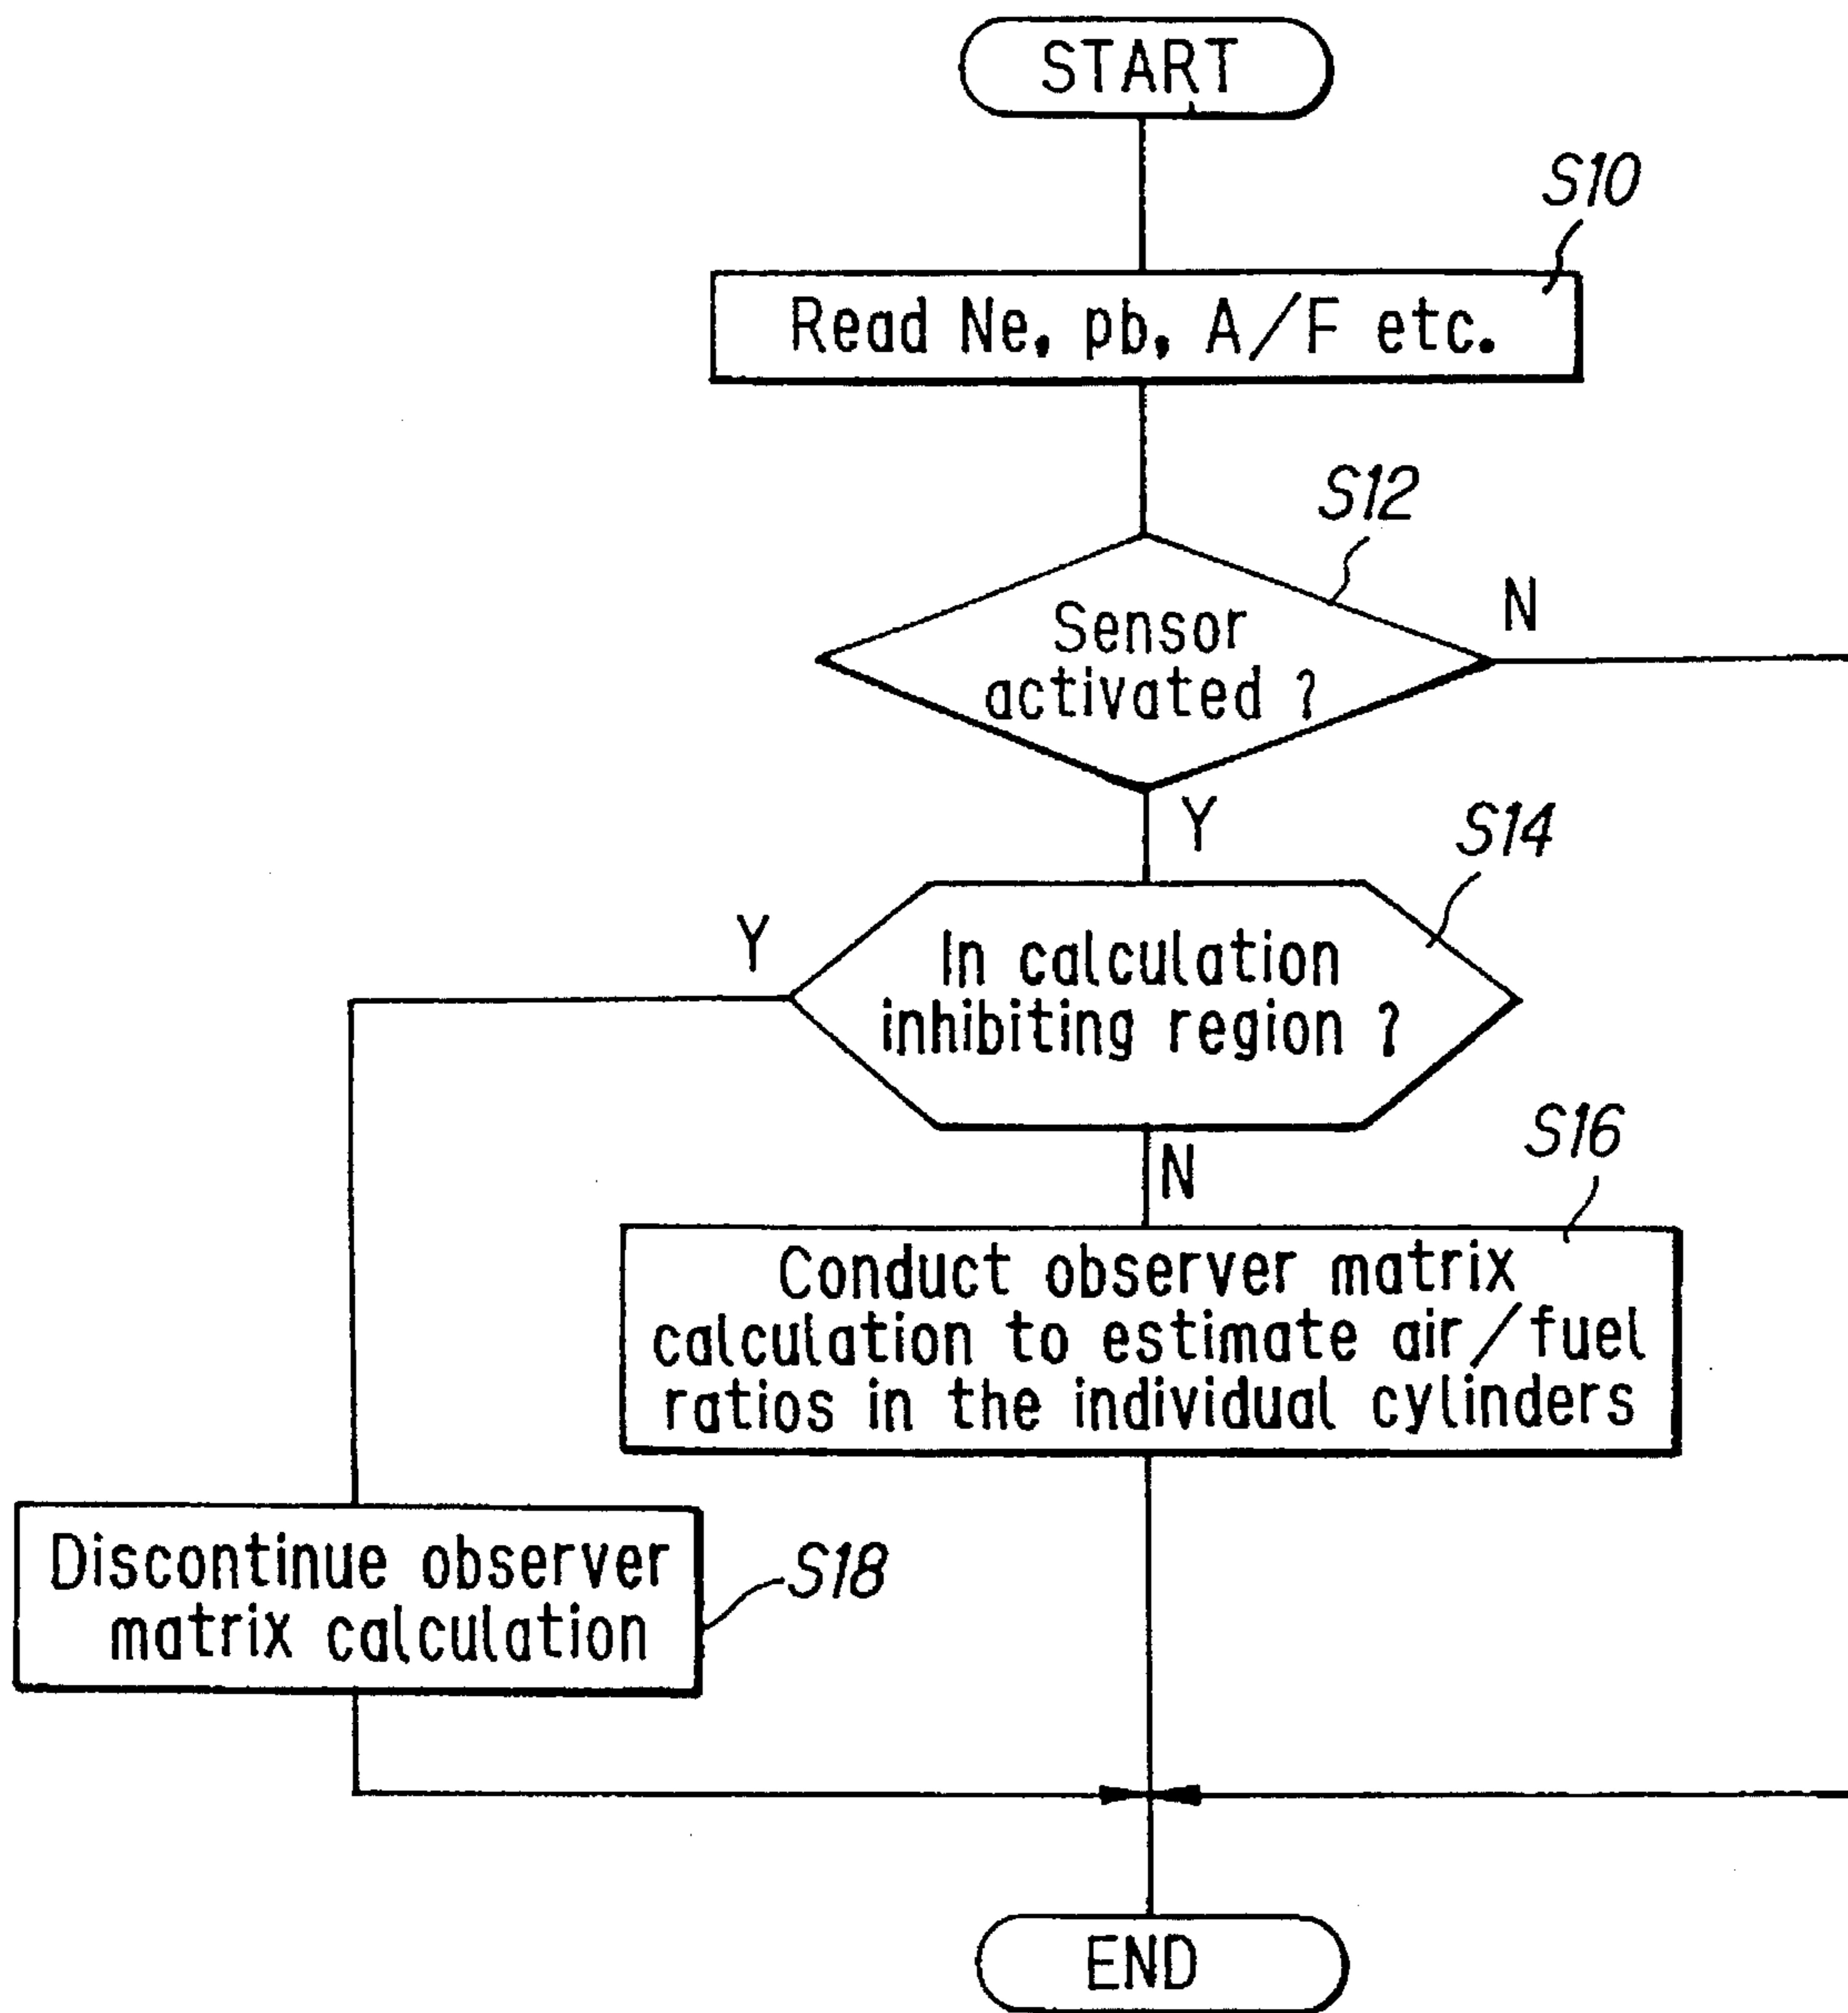 START
S10
Read Ne, pb, A/F etc.
S12
Sensor
activated ?
N
Y
S14
Y
In calculation
inhibiting region ?
N
S16
Conduct observer matrix
calculation to estimate air/fuel
ratios in the individual cylinders
Discontinue observer
matrix calculation
S18
END